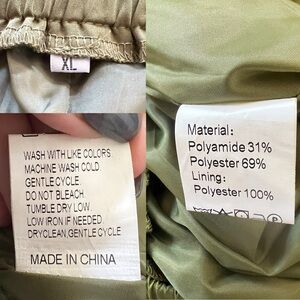 XL
WASH WITH LIKE COLORS
MACHINE WASH COLD
GENTLE CYCLE
DO NOT BLEACH
TUMBLE DRY LOW
LOW IRON IF NEEDED
DRYCLEAN,GENTLE CYCLE
MADE IN CHINA
Material:
Polyamide 31%
Polyester 69%
Lining:
Polyester 100%